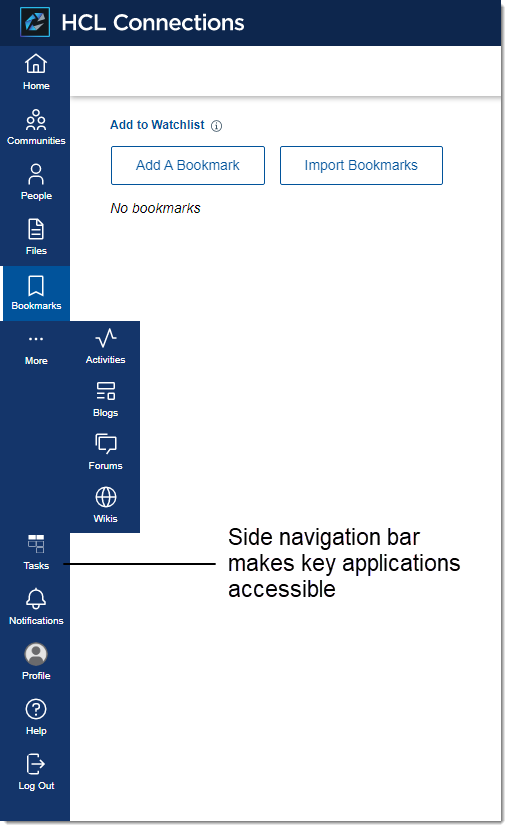 HCL Connections
Home
Communities
People
Files
Bookmarks
More
Activities
Blogs
Forums
Wikis
Tasks
Notifications
Profile
Help
Log Out
Add to Watchlist
Add A Bookmark
Import Bookmarks
No bookmarks
Side navigation bar
makes key applications
accessible